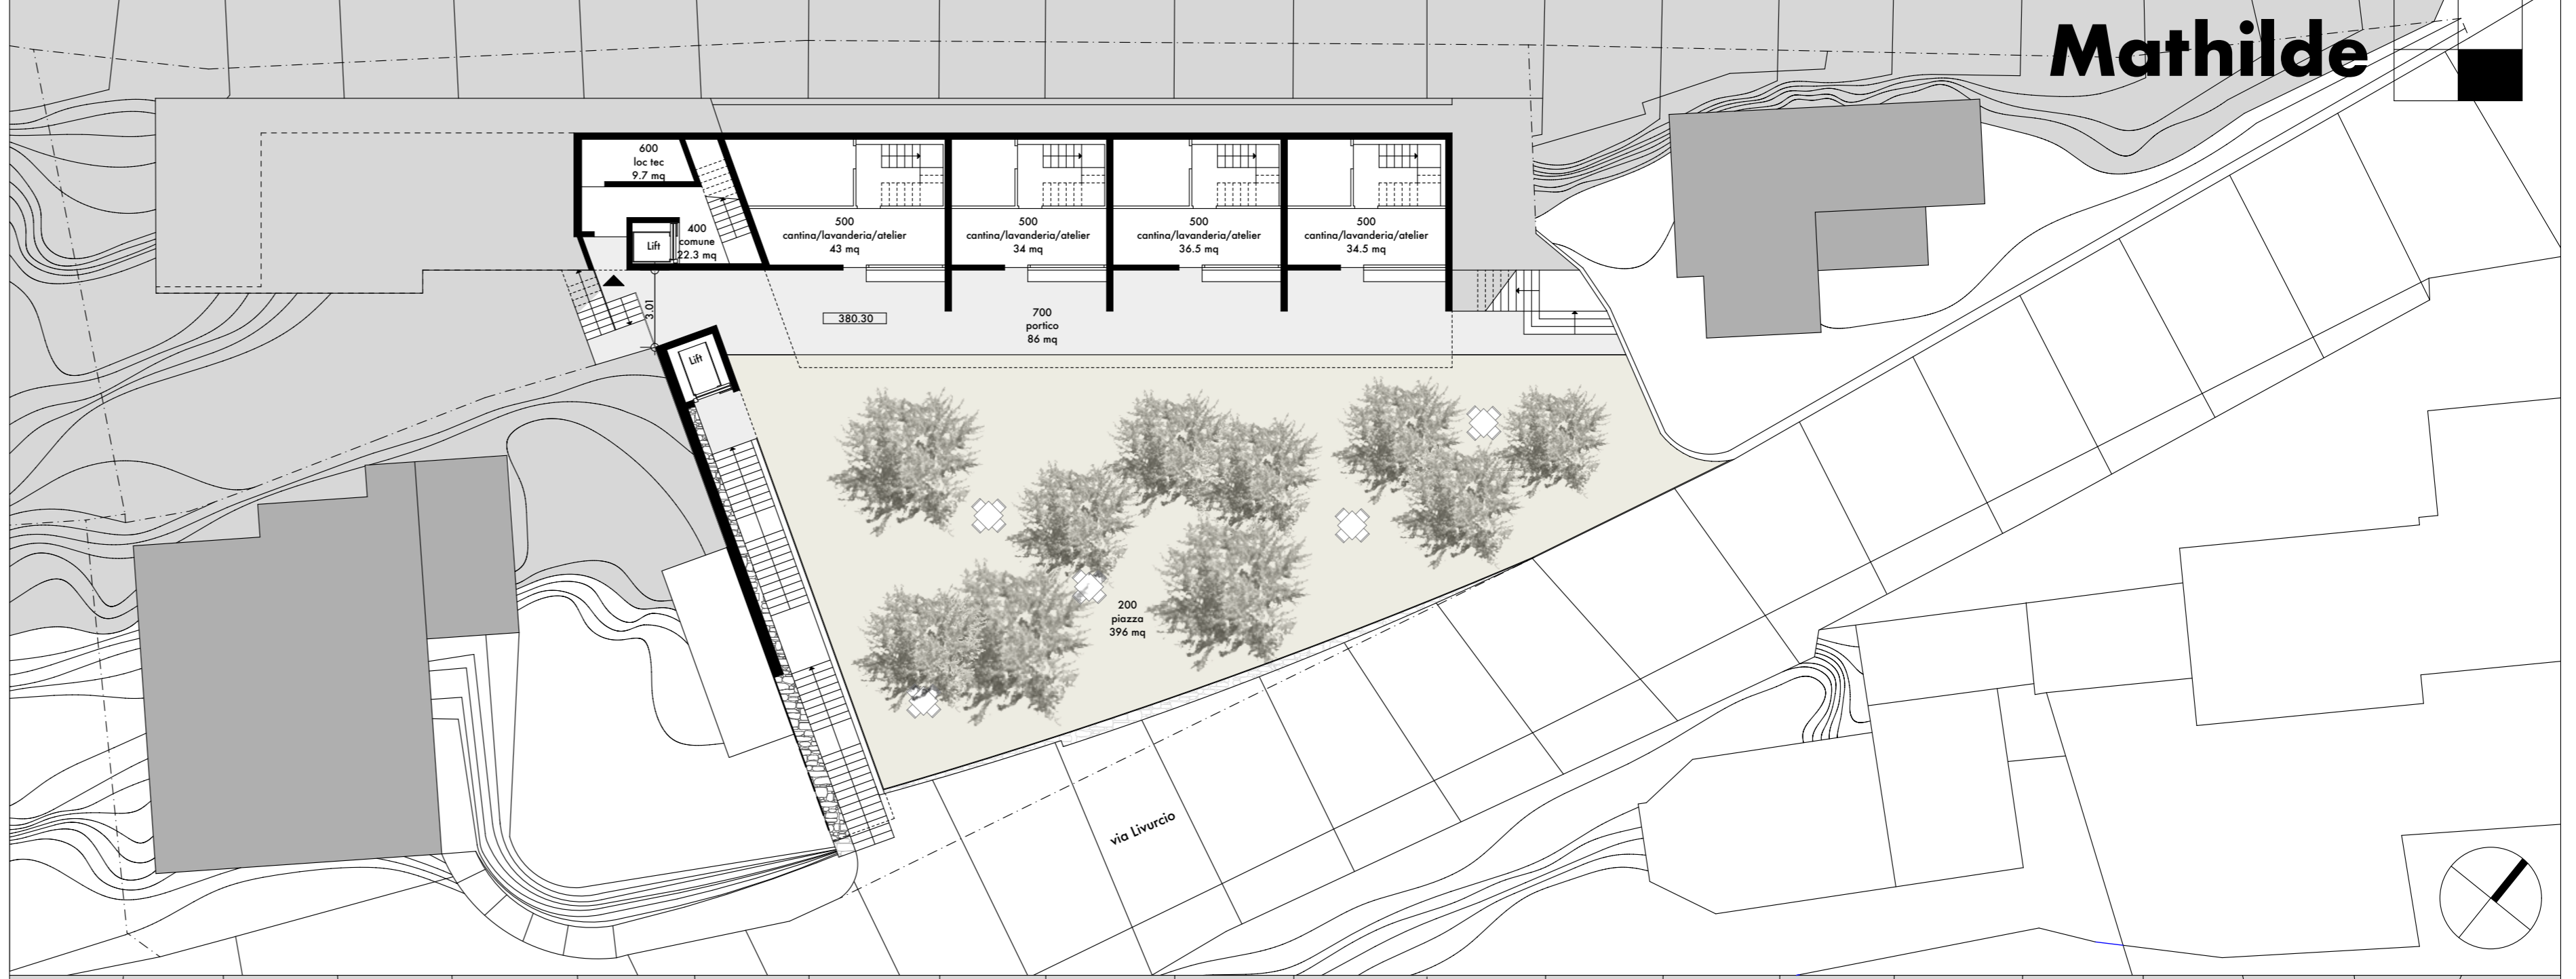 Mathilde
600
loc tec
9.7 mq
Lift
400
comune
22.3 mq
500
cantina/lavanderia/atelier
43 mq
500
cantina/lavanderia/atelier
34 mq
500
cantina/lavanderia/atelier
36.5 mq
500
cantina/lavanderia/atelier
34.5 mq
3.01
380.30
700
portico
86 mq
Lift
200
piazza
396 mq
via Livurcio